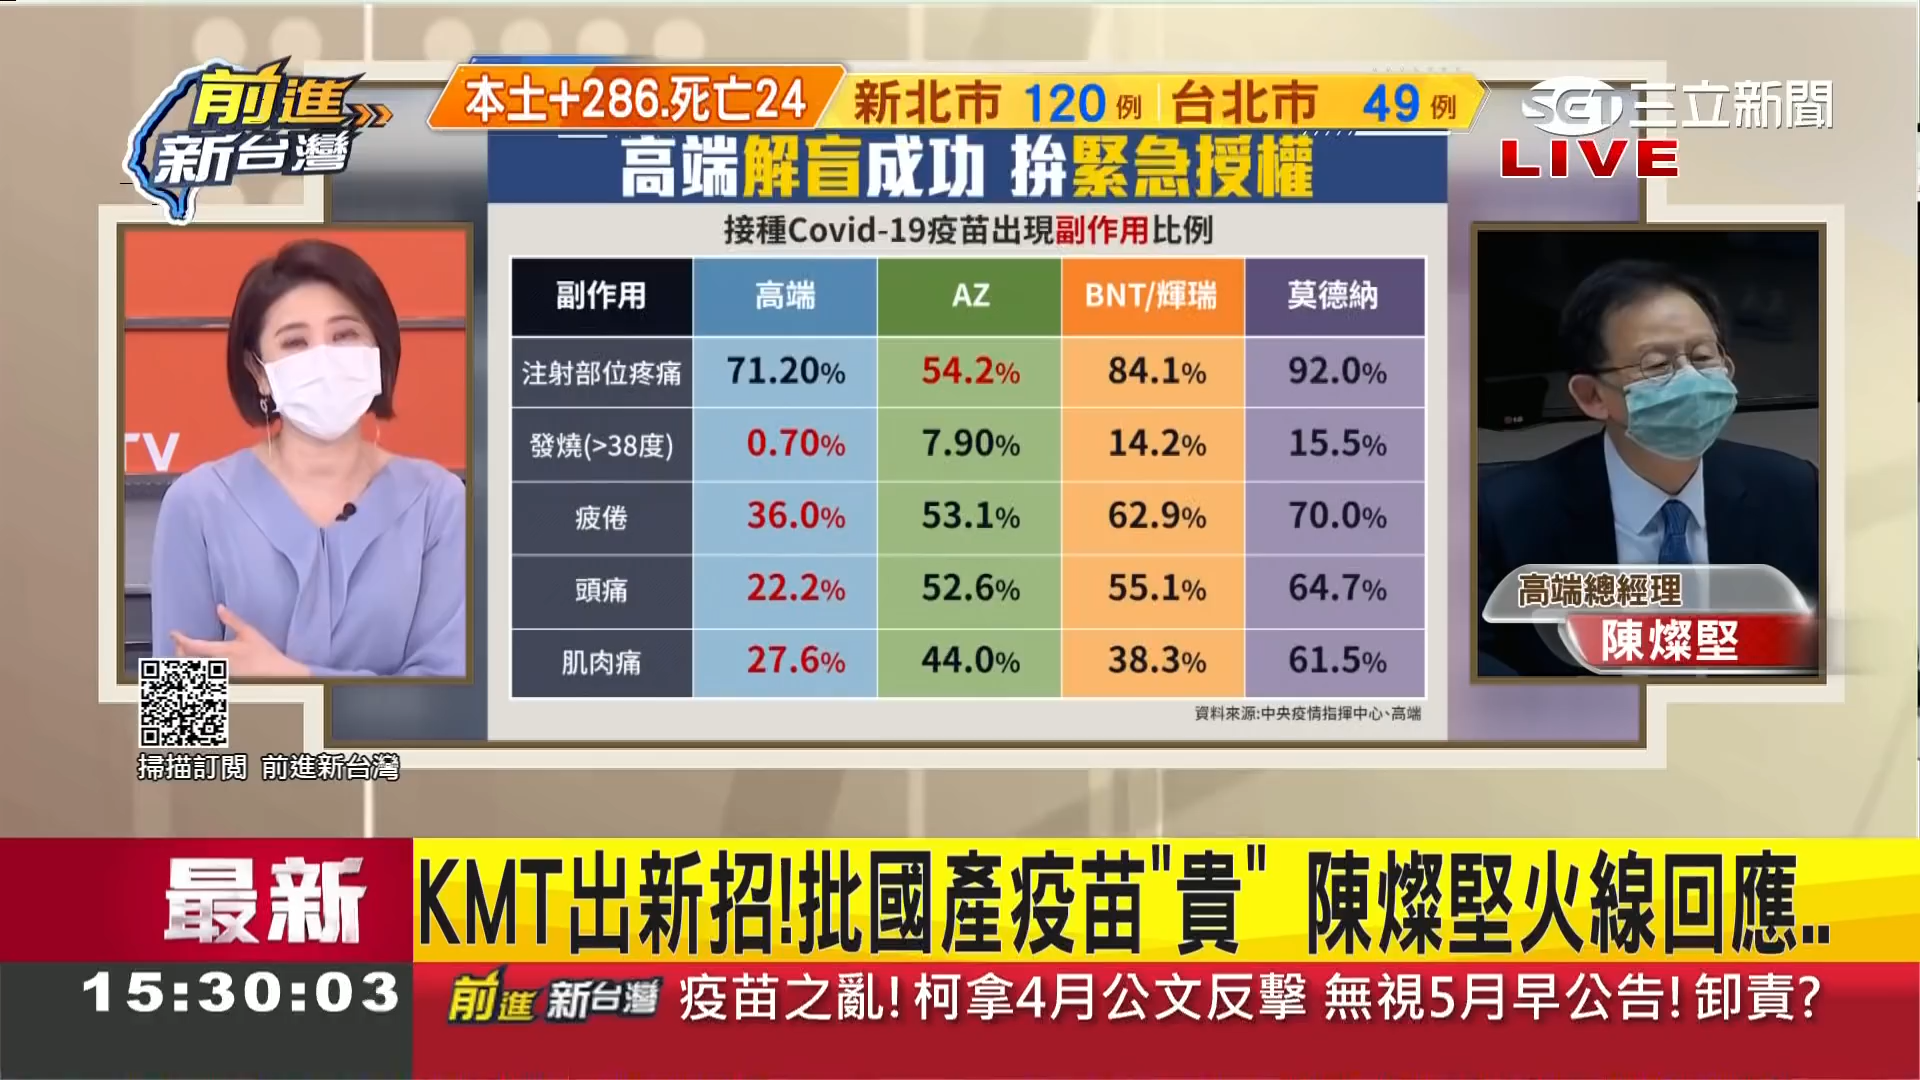 前進
新台灣
本土+286.死亡24
新北市 120例 台北市 49例
SET三立新聞
LIVE
高端解盲成功 拚緊急授權
接種Covid-19疫苗出現副作用比例
副作用 高端 AZ BNT/輝瑞 莫德納
注射部位疼痛 71.20% 54.2% 84.1% 92.0%
發燒(>38度) 0.70% 7.90% 14.2% 15.5%
疲倦 36.0% 53.1% 62.9% 70.0%
頭痛 22.2% 52.6% 55.1% 64.7%
肌肉痛 27.6% 44.0% 38.3% 61.5%
資料來源:中央疫情指揮中心、高端
TV
高端總經理
陳燦堅
掃描訂閱 前進新台灣
最新
KMT出新招!批國產疫苗"貴" 陳燦堅火線回應..
15:30:03
前進新台灣 疫苗之亂!柯拿4月公文反擊 無視5月早公告!卸責?